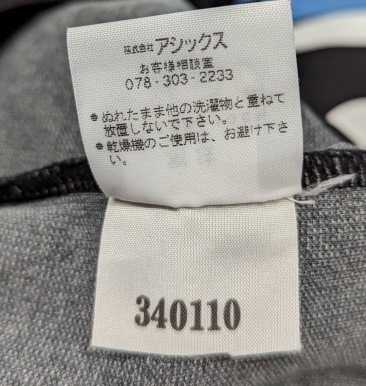 株式会社アシックス
お客様相談室
078-303-2233
●ぬれたまま他の洗濯物と重ねて
放置しないで下さい。
●乾燥機のご使用は、お避け下さ
い。
340110